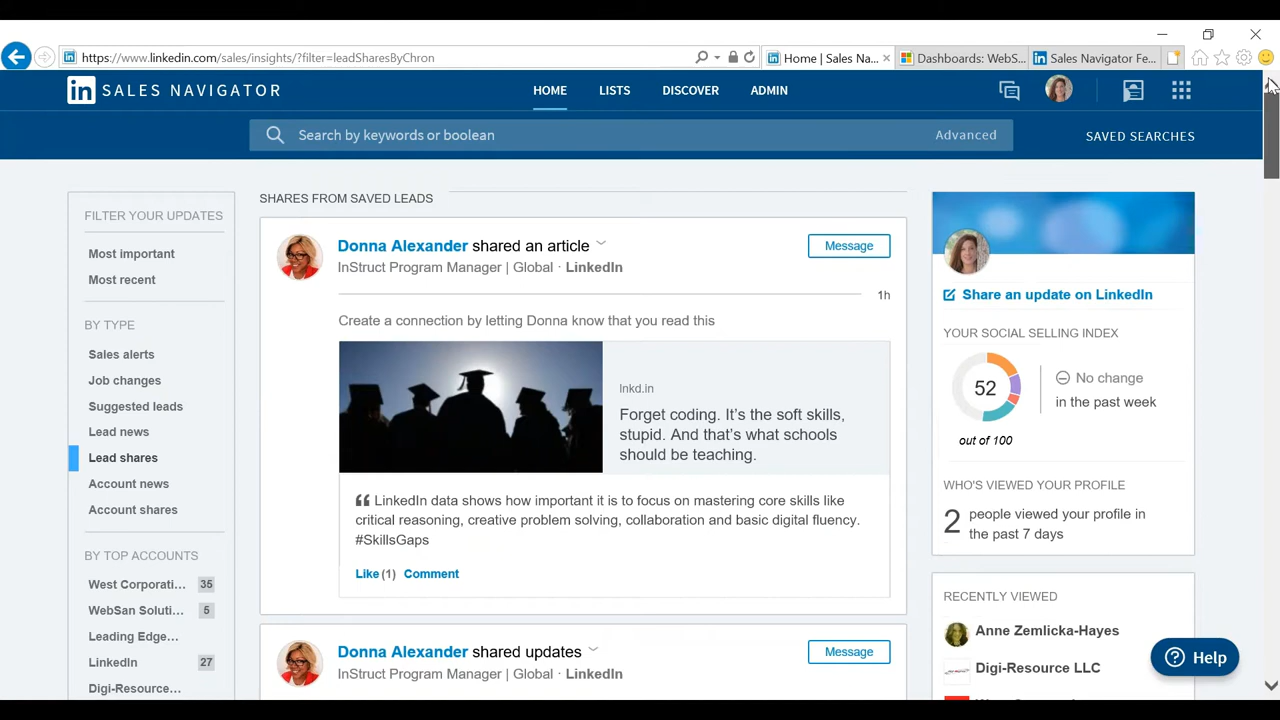 https://www.linkedin.com/sales/insights/?filter=leadSharesByChron
Home | Sales Na...
Dashboards: WebS...
Sales Navigator Fe...
in SALES NAVIGATOR
HOME
LISTS
DISCOVER
ADMIN
Search by keywords or boolean
Advanced
SAVED SEARCHES
FILTER YOUR UPDATES
Most important
Most recent
BY TYPE
Sales alerts
Job changes
Suggested leads
Lead news
Lead shares
Account news
Account shares
BY TOP ACCOUNTS
West Corporati... 35
WebSan Soluti... 5
Leading Edge...
LinkedIn 27
Digi-Resource...
SHARES FROM SAVED LEADS
Donna Alexander shared an article
Message
InStruct Program Manager | Global · LinkedIn
1h
Create a connection by letting Donna know that you read this
lnkd.in
Forget coding. It's the soft skills,
stupid. And that's what schools
should be teaching.
LinkedIn data shows how important it is to focus on mastering core skills like
critical reasoning, creative problem solving, collaboration and basic digital fluency.
#SkillsGaps
Like (1) Comment
Donna Alexander shared updates
Message
InStruct Program Manager | Global · LinkedIn
Share an update on LinkedIn
YOUR SOCIAL SELLING INDEX
52
out of 100
No change
in the past week
WHO'S VIEWED YOUR PROFILE
2 people viewed your profile in
the past 7 days
RECENTLY VIEWED
Anne Zemlicka-Hayes
Digi-Resource LLC
Help